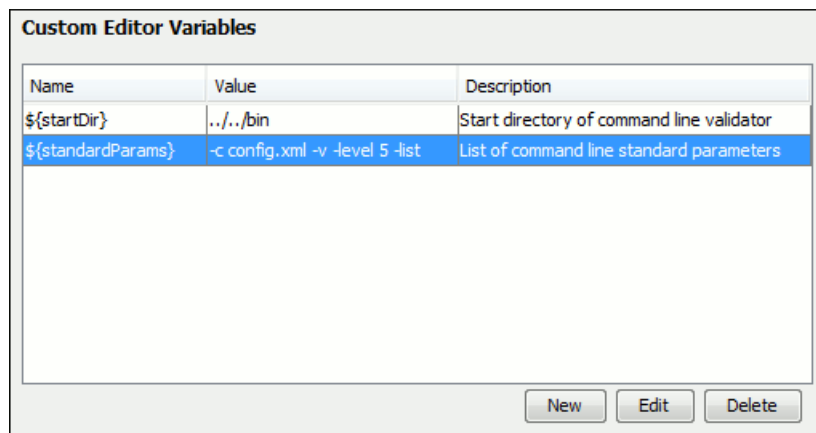 Custom Editor Variables
Name Value Description
${startDir} ../../bin Start directory of command line validator
${standardParams} -c config.xml -v -level 5 -list List of command line standard parameters
New Edit Delete